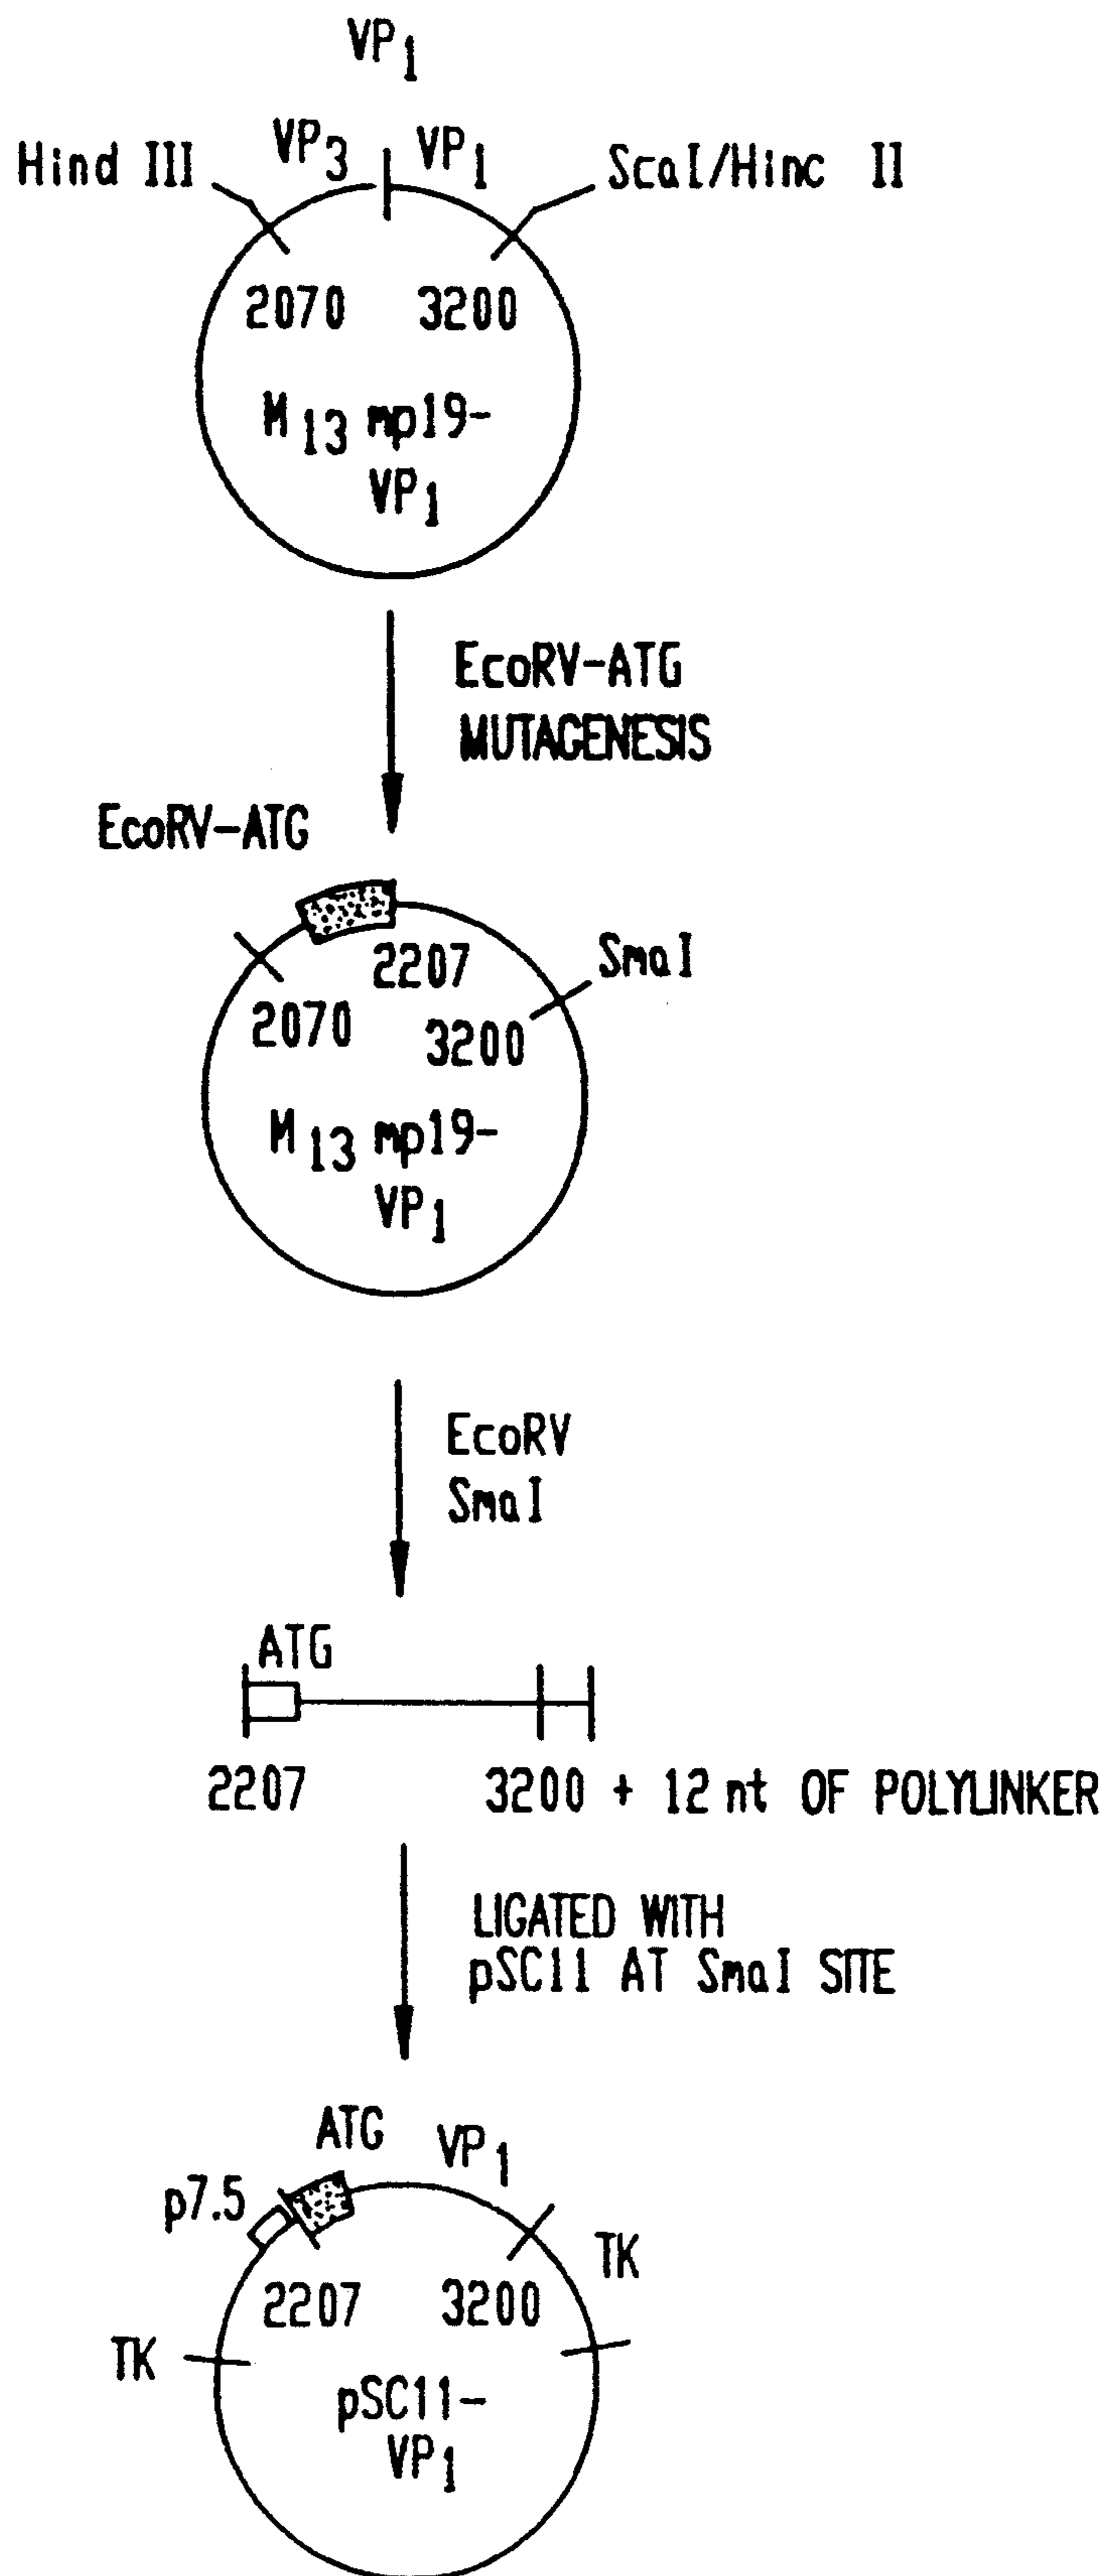 VP1
Hind III VP3 VP1 ScaI/Hinc II
2070 3200
M13 mp19-
VP1
EcoRV-ATG
MUTAGENESIS
EcoRV-ATG
2207 SmaI
2070 3200
M13 mp19-
VP1
EcoRV
SmaI
ATG
2207 3200 + 12 nt OF POLYLINKER
LIGATED WITH
pSC11 AT SmaI SITE
ATG VP1
p7.5
TK
2207 3200
TK
pSC11-
VP1